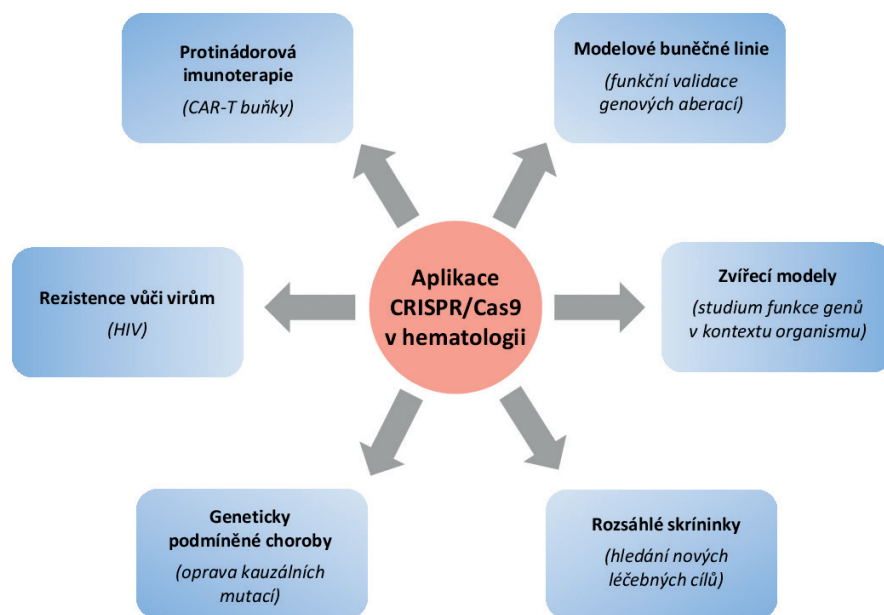 Protinádorová
imunoterapie
(CAR-T buňky)
Modelové buněčné linie
(funkční validace
genových aberací)
Rezistence vůči virům
(HIV)
Aplikace
CRISPR/Cas9
v hematologii
Zvířecí modely
(studium funkce genů
v kontextu organismu)
Geneticky
podmíněné choroby
(oprava kauzálních
mutací)
Rozsáhlé skríninky
(hledání nových
léčebných cílů)